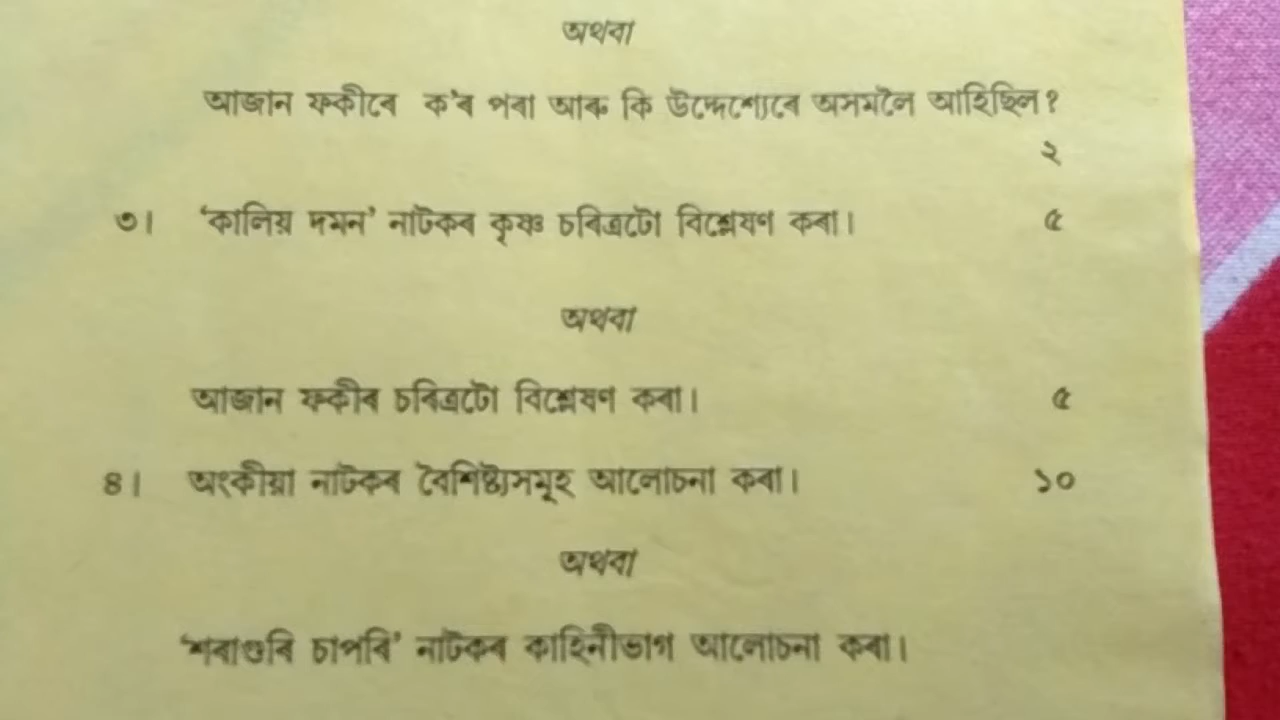 অথবা
আজান ফকীৰে ক'ৰ পৰা আৰু কি উদ্দেশ্যেৰে অসমলৈ আহিছিল?
২
৩। 'কালিয় দমন' নাটকৰ কৃষ্ণ চৰিত্ৰটো বিশ্লেষণ কৰা। ৫
অথবা
আজান ফকীৰ চৰিত্ৰটো বিশ্লেষণ কৰা। ৫
৪। অংকীয়া নাটকৰ বৈশিষ্ট্যসমূহ আলোচনা কৰা। ১০
অথবা
'শৰাগুৰি চাপৰি' নাটকৰ কাহিনীভাগ আলোচনা কৰা।